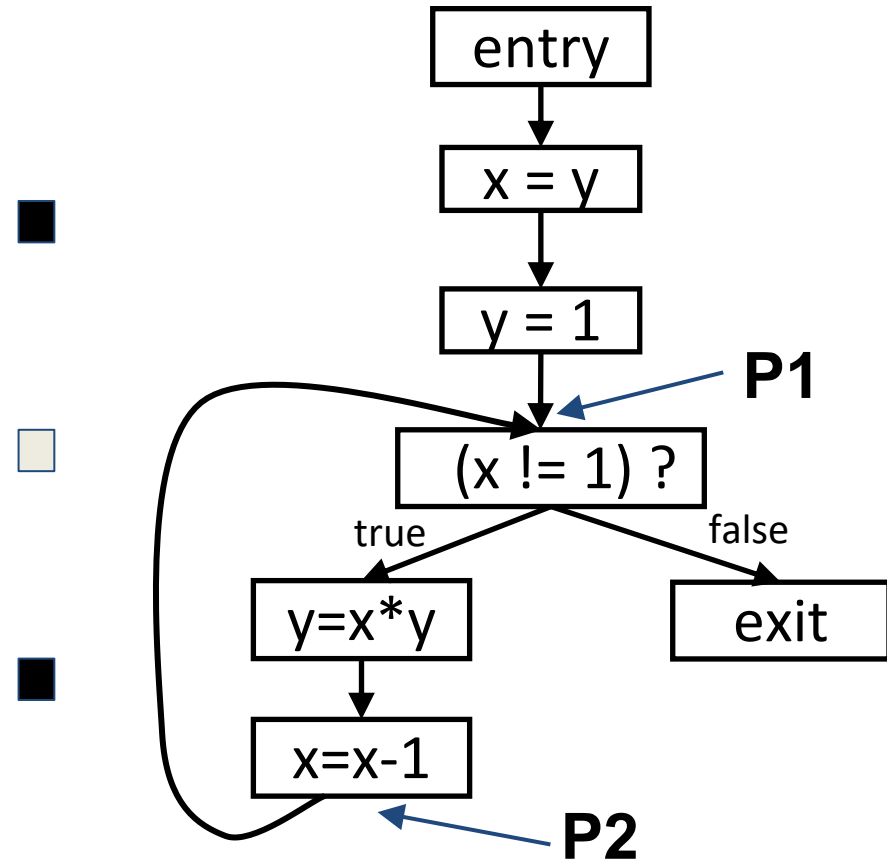 entry
x = y
y = 1
P1
(x != 1) ?
true
false
y=x*y
exit
x=x-1
P2